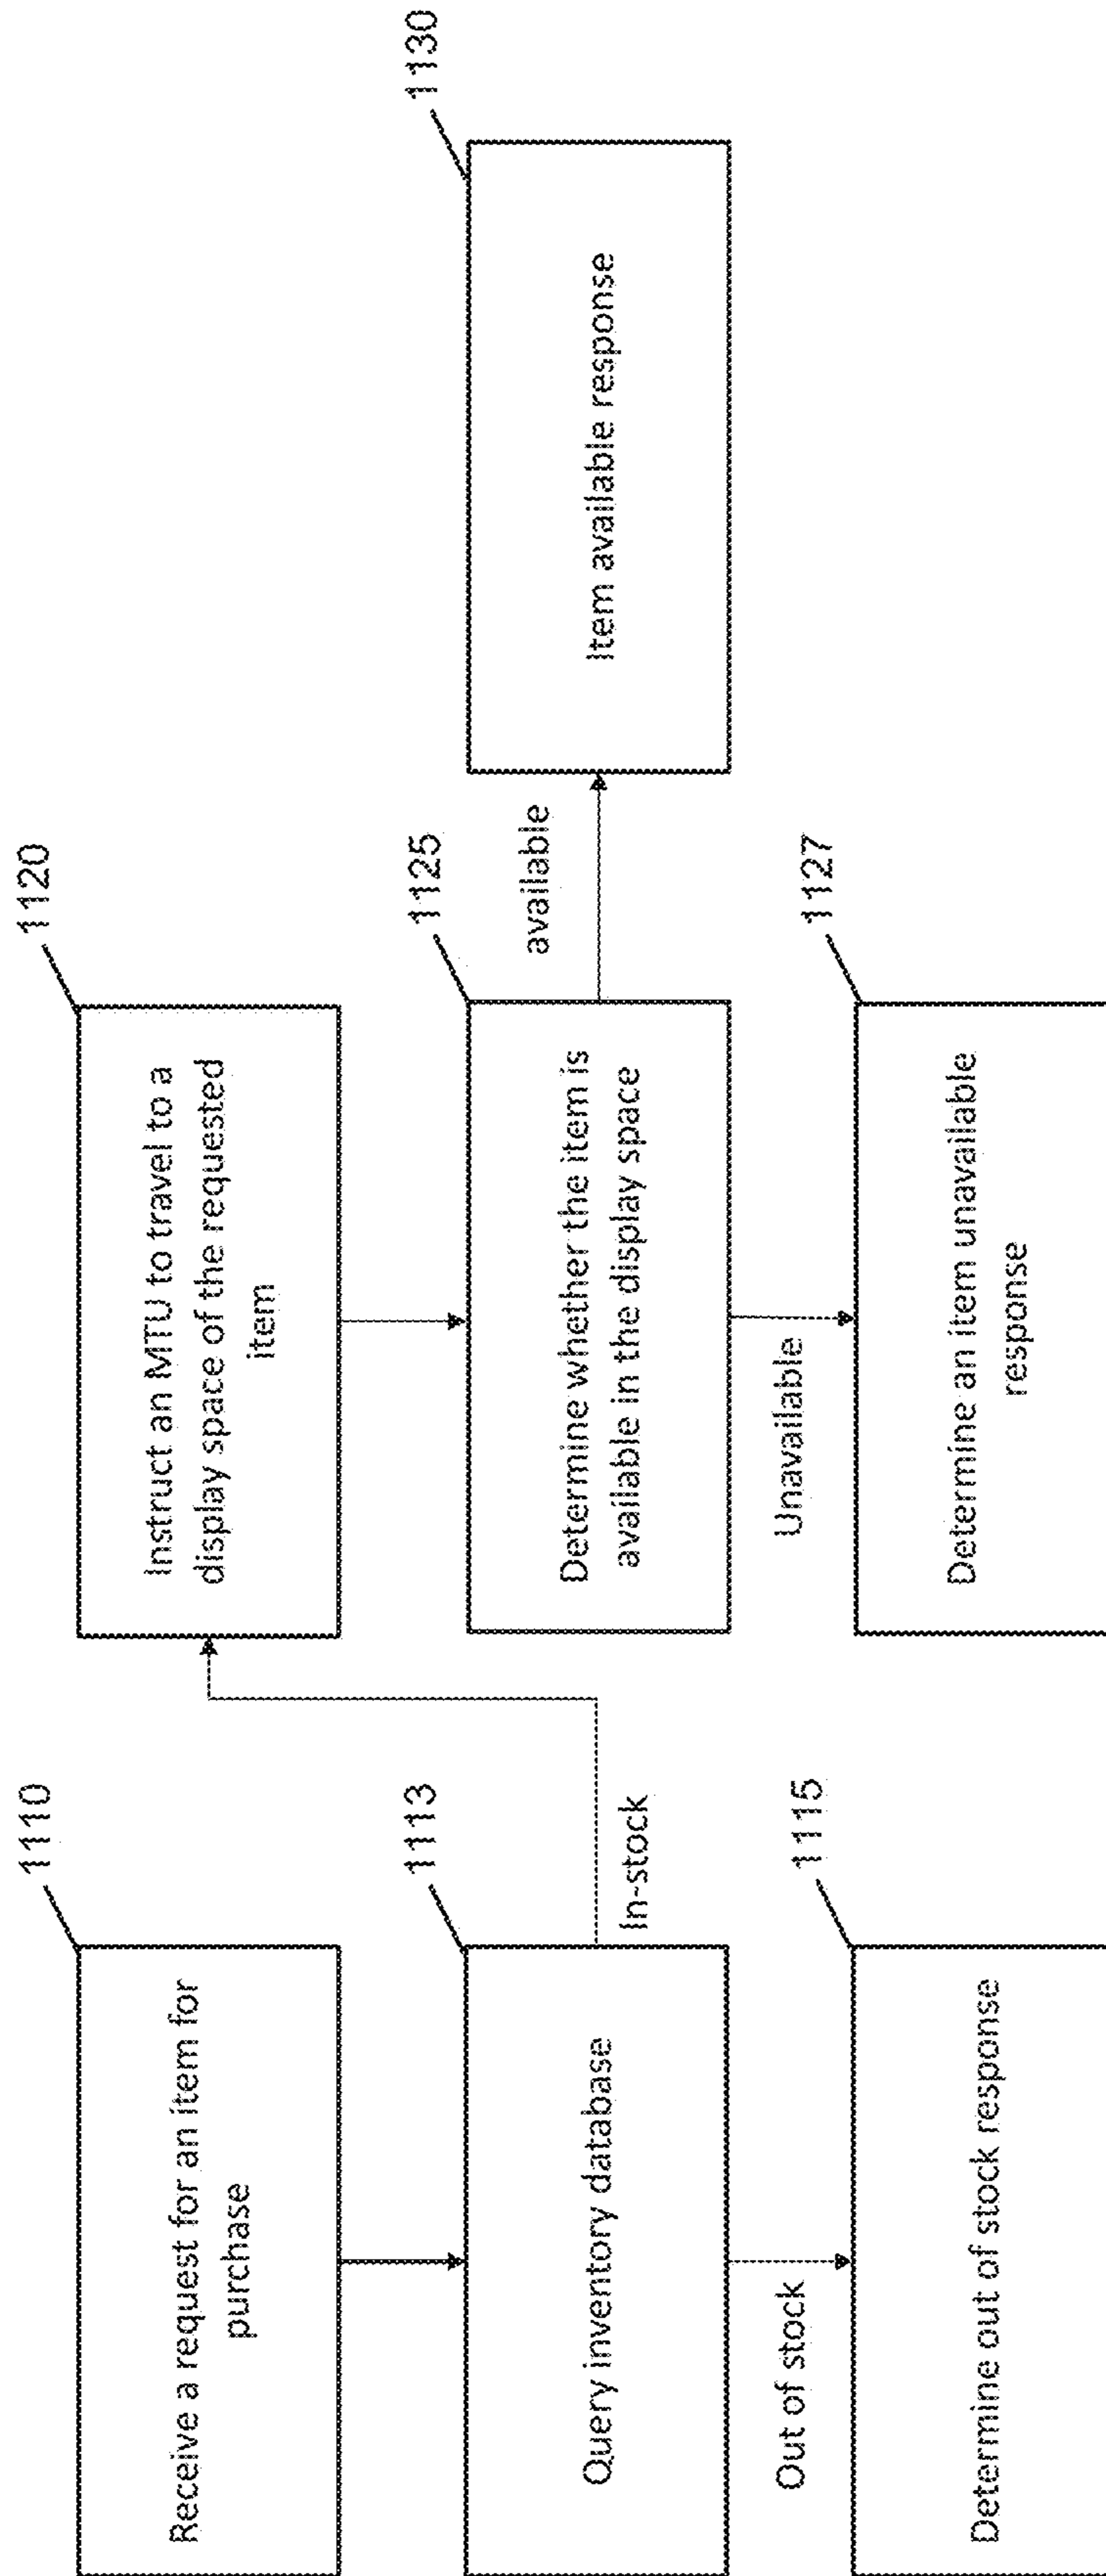 1110
Receive a request for an item for
purchase
1113
Query inventory database
In-stock
Out of stock
1115
Determine out of stock response
1120
Instruct an MTU to travel to a
display space of the requested
item
1125
Determine whether the item is
available in the display space
available
Unavailable
1127
Determine an item unavailable
response
1130
Item available response